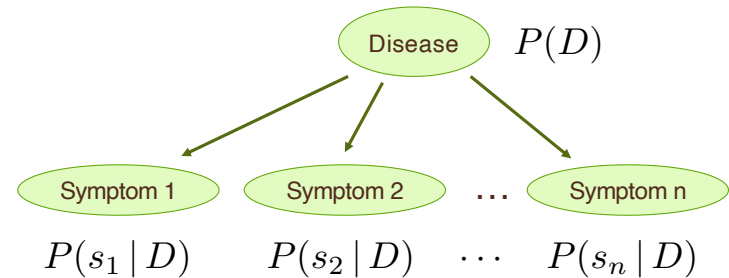 Disease P(D)
Symptom 1 Symptom 2 ... Symptom n
P(s₁ | D) P(s₂ | D) ⋯ P(sₙ | D)